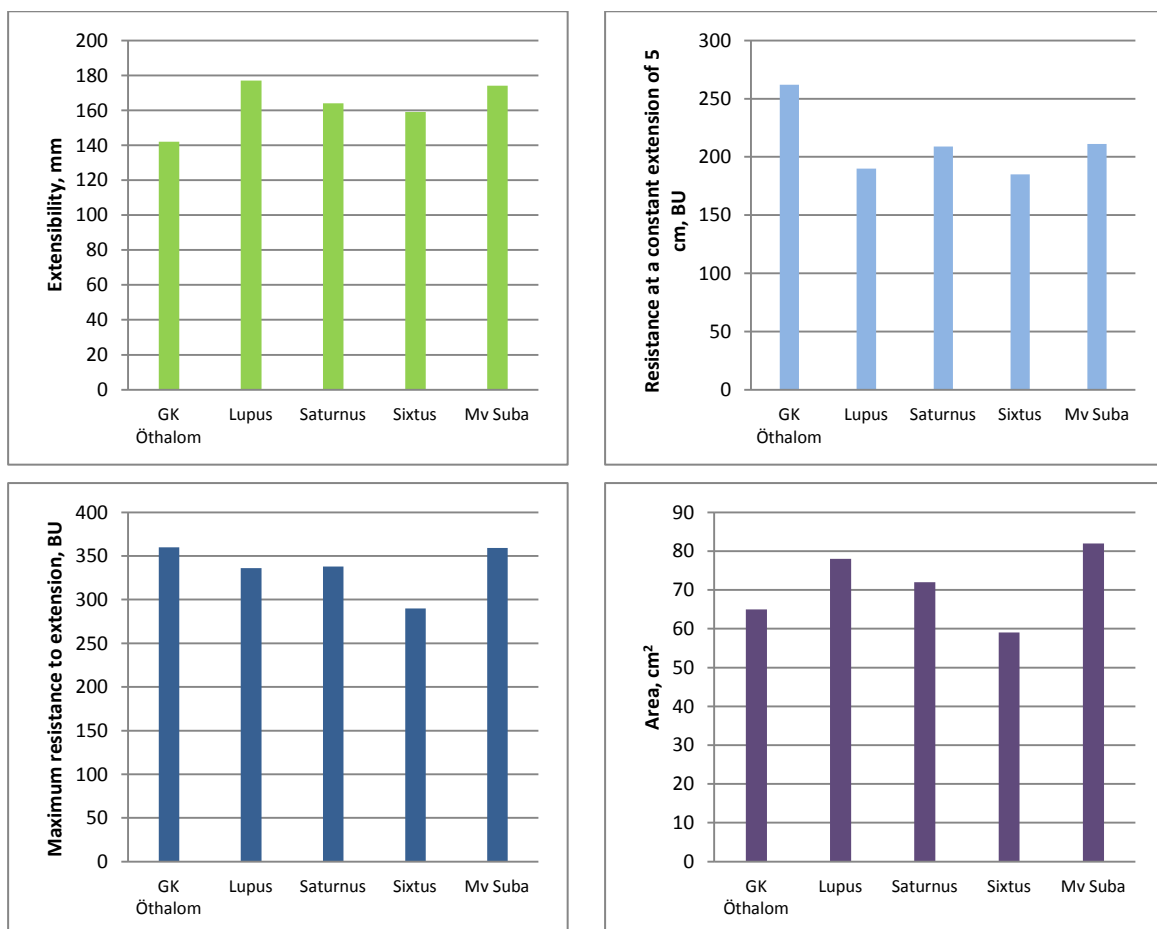 Extensibility, mm
200
180
160
140
120
100
80
60
40
20
0
GK Öthalom
Lupus
Saturnus
Sixtus
Mv Suba
Resistance at a constant extension of 5
cm, BU
300
250
200
150
100
50
0
GK Öthalom
Lupus
Saturnus
Sixtus
Mv Suba
Maximum resistance to extension, BU
400
350
300
250
200
150
100
50
0
GK Öthalom
Lupus
Saturnus
Sixtus
Mv Suba
Area, cm²
90
80
70
60
50
40
30
20
10
0
GK Öthalom
Lupus
Saturnus
Sixtus
Mv Suba